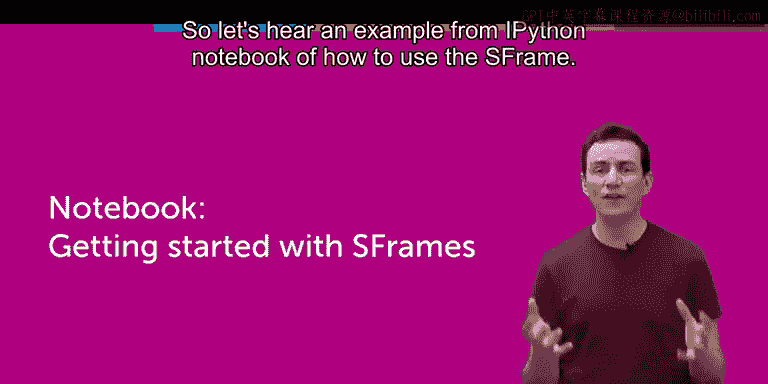 So let's hear an example from IPython
notebook of how to use the SFrame.
Notebook:
Getting started with SFrames